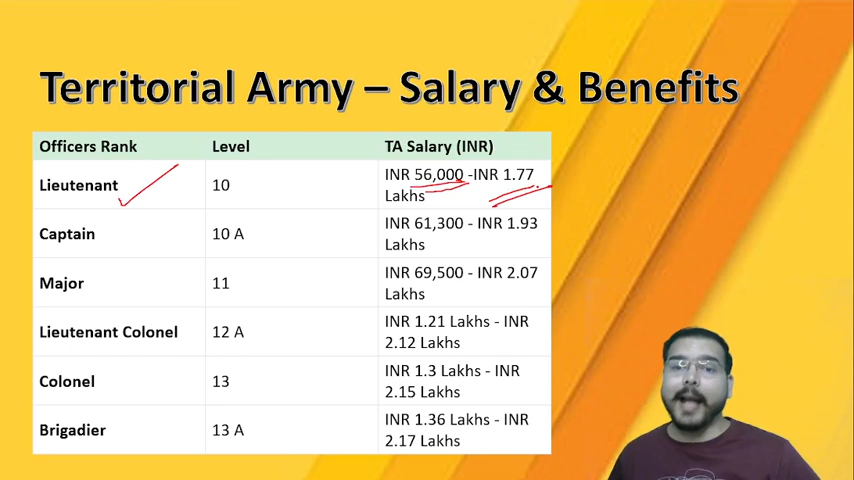 Territorial Army – Salary & Benefits
Officers Rank Level TA Salary (INR)
Lieutenant 10 INR 56,000 -INR 1.77
Lakhs
Captain 10 A INR 61,300 - INR 1.93
Lakhs
Major 11 INR 69,500 - INR 2.07
Lakhs
Lieutenant Colonel 12 A INR 1.21 Lakhs - INR
2.12 Lakhs
Colonel 13 INR 1.3 Lakhs - INR
2.15 Lakhs
Brigadier 13 A INR 1.36 Lakhs - INR
2.17 Lakhs